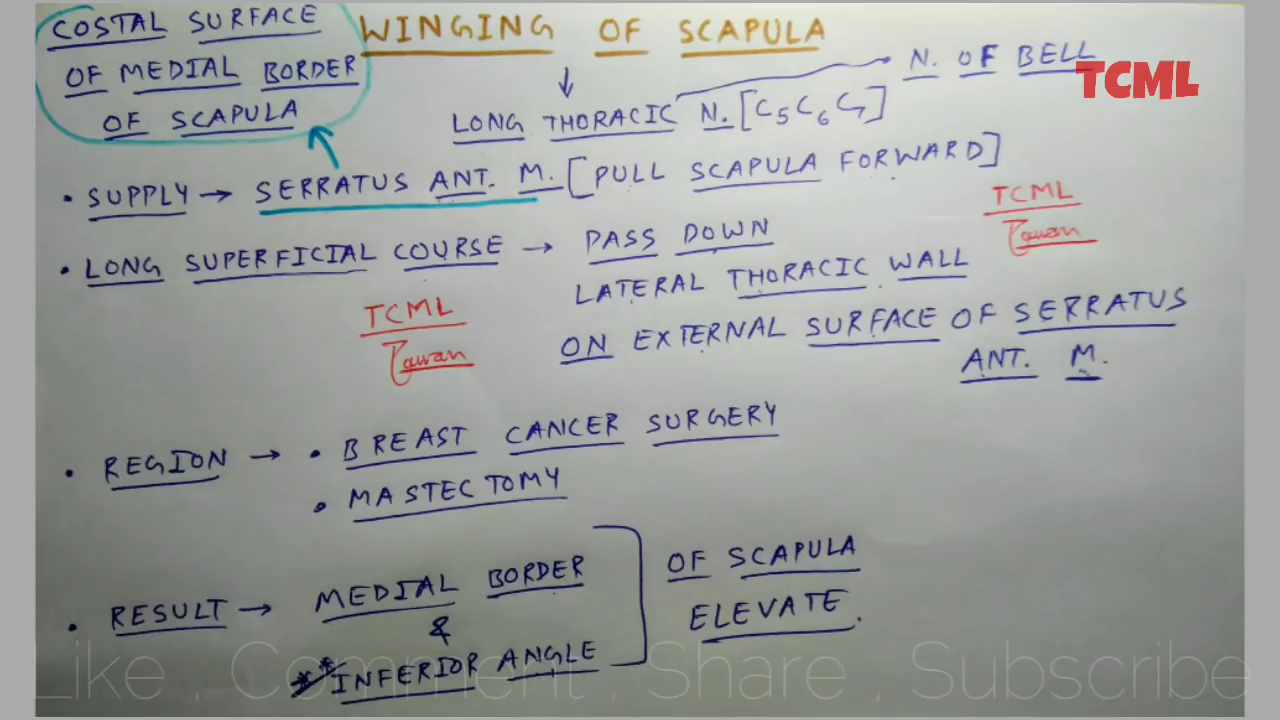 COSTAL SURFACE
OF MEDIAL BORDER
OF SCAPULA
WINGING OF SCAPULA
N. OF BELL
TCML
LONG THORACIC N. [C5 C6 C7]
• SUPPLY → SERRATUS ANT. M. [PULL SCAPULA FORWARD]
TCML
Pawan
• LONG SUPERFICIAL COURSE → PASS DOWN
LATERAL THORACIC WALL
ON EXTERNAL SURFACE OF SERRATUS
ANT. M.
TCML
Pawan
• REGION → • BREAST CANCER SURGERY
• MASTECTOMY
• RESULT → MEDIAL BORDER
&
** INFERIOR ANGLE
OF SCAPULA
ELEVATE.
Like , Comment , Share , Subscribe